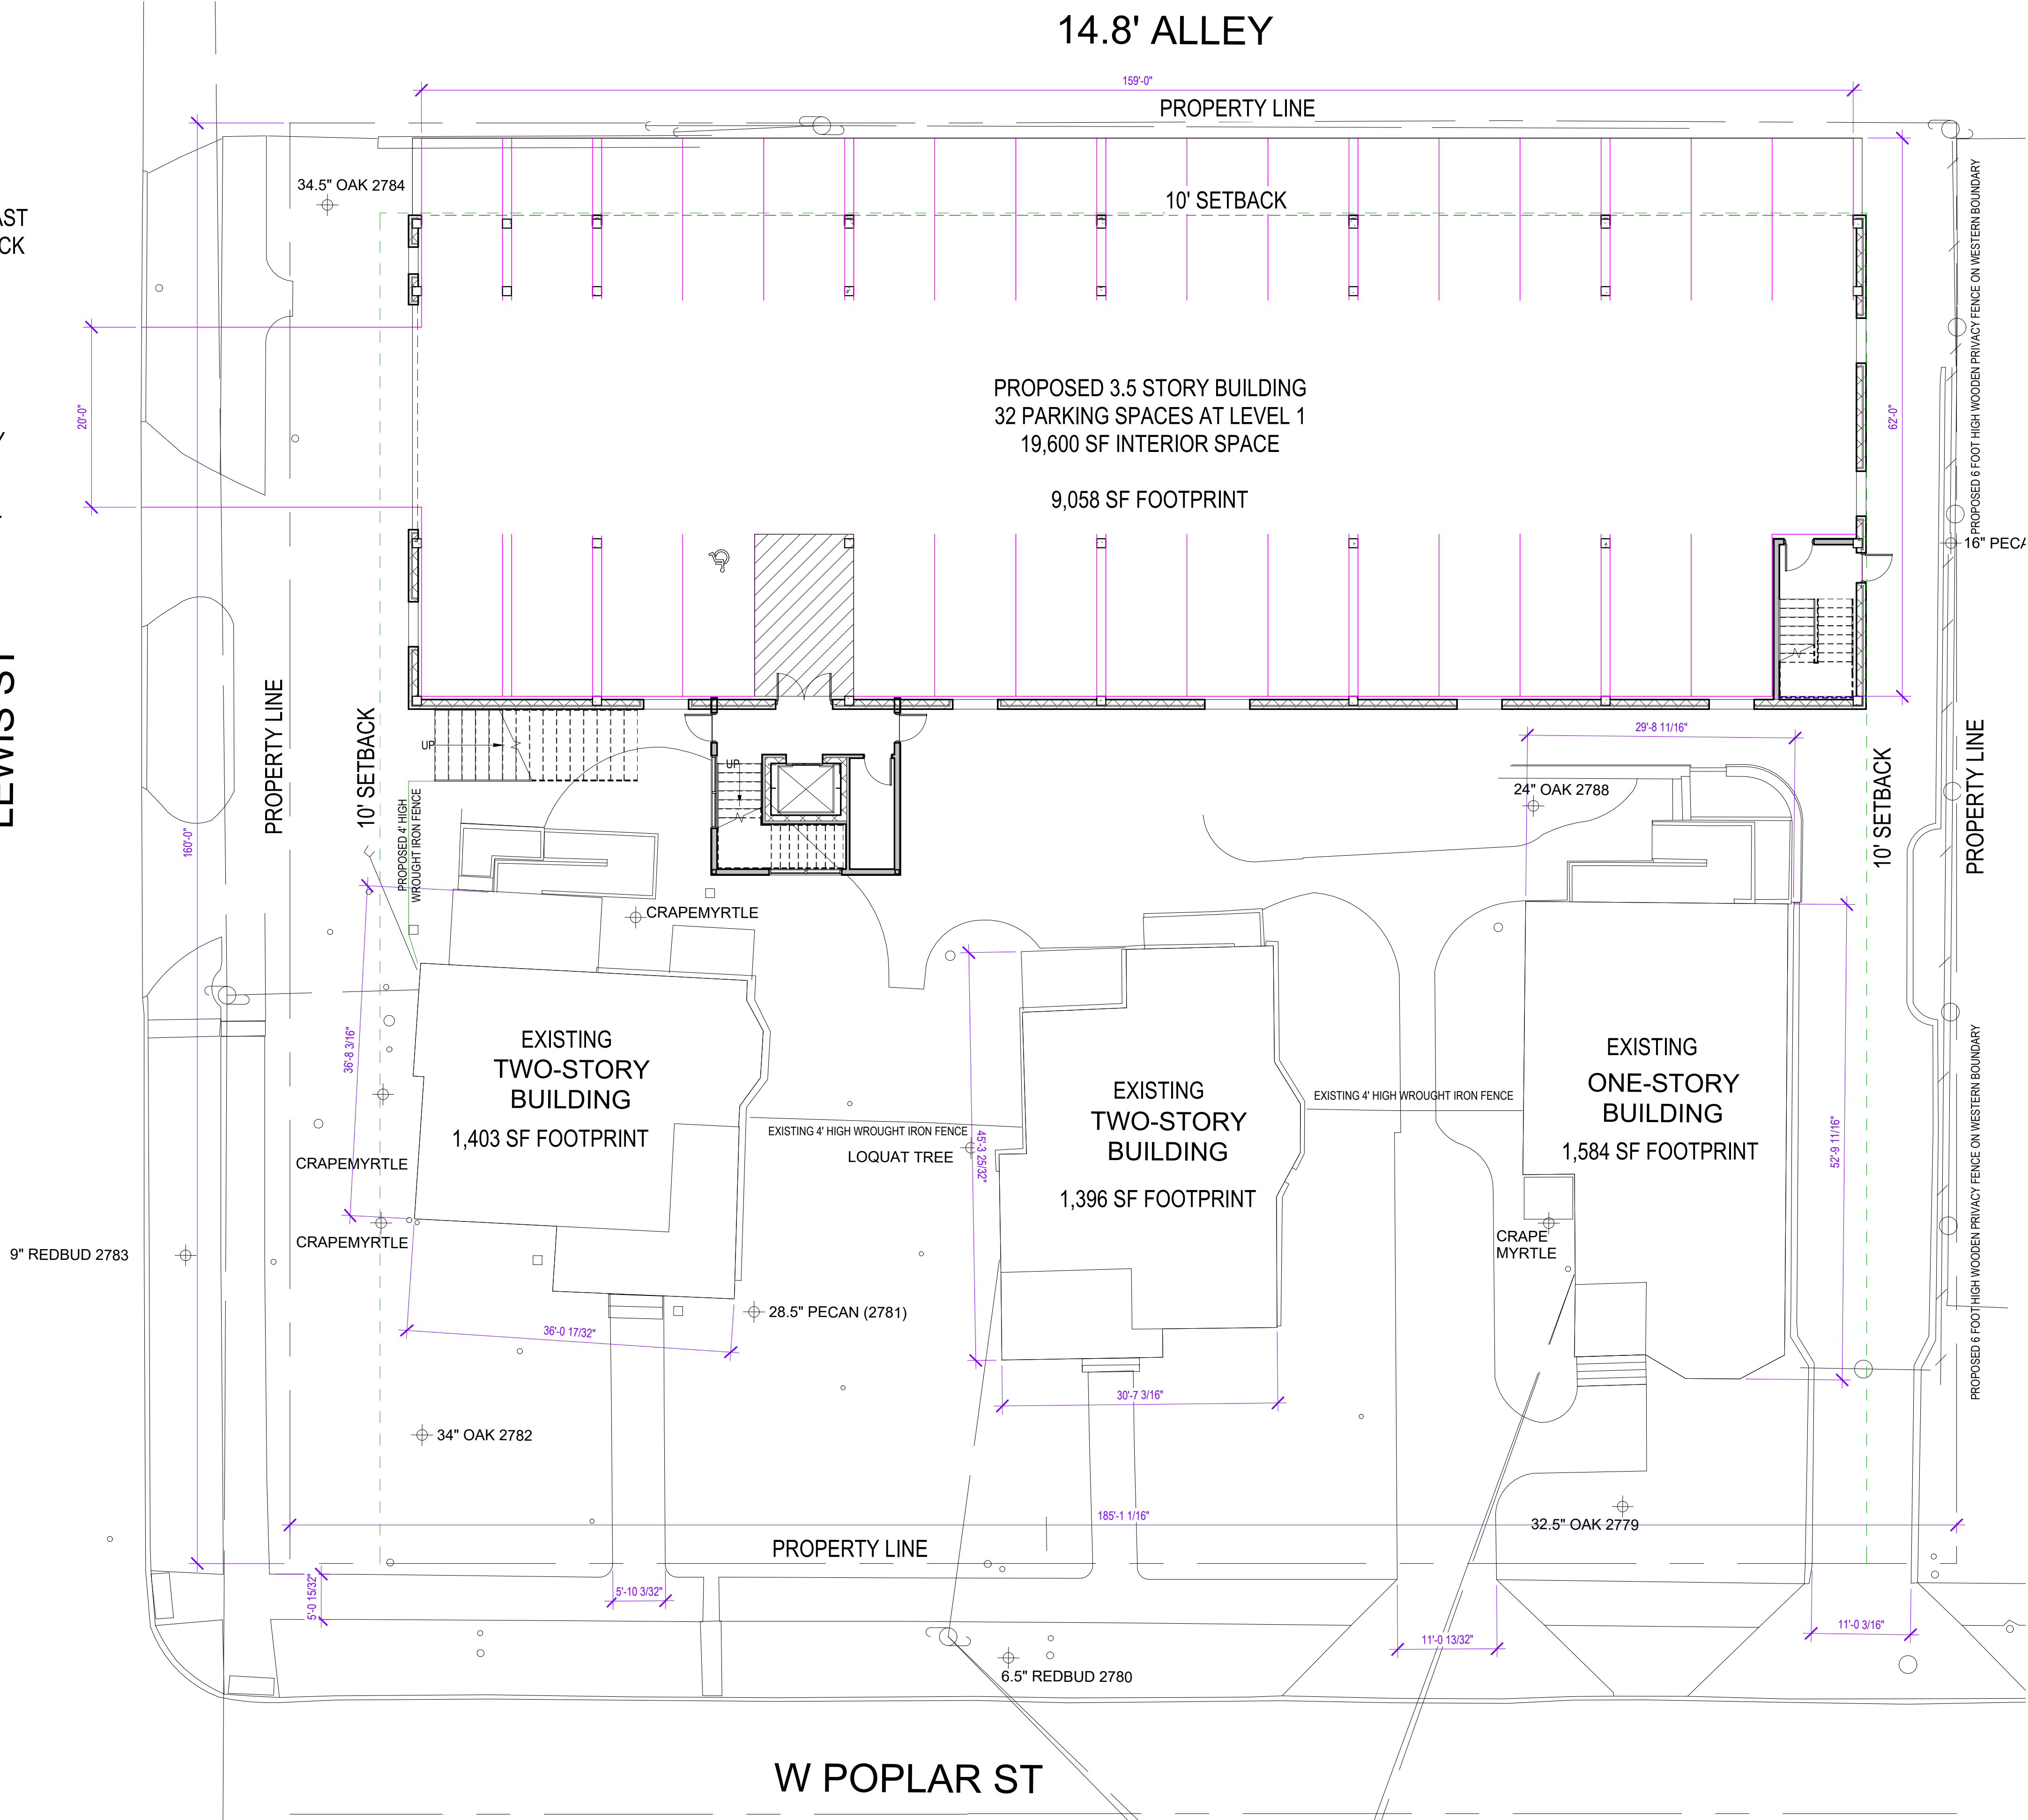 14.8' ALLEY
159'-0"
PROPERTY LINE
34.5" OAK 2784
10' SETBACK
20'-0"
PROPOSED 3.5 STORY BUILDING
32 PARKING SPACES AT LEVEL 1
19,600 SF INTERIOR SPACE
9,058 SF FOOTPRINT
62'-0"
PROPOSED 6 FOOT HIGH WOODEN PRIVACY FENCE ON WESTERN BOUNDARY
LEWIS ST
PROPERTY LINE
10' SETBACK
160'-0"
UP
UP
PROPOSED 4' HIGH
WROUGHT IRON FENCE
29'-8 11/16"
24" OAK 2788
10' SETBACK
PROPERTY LINE
CRAPEMYRTLE
36'-8 3/16"
EXISTING
TWO-STORY
BUILDING
1,403 SF FOOTPRINT
EXISTING 4' HIGH WROUGHT IRON FENCE
LOQUAT TREE
45'-3 25/32"
EXISTING
TWO-STORY
BUILDING
1,396 SF FOOTPRINT
EXISTING 4' HIGH WROUGHT IRON FENCE
EXISTING
ONE-STORY
BUILDING
1,584 SF FOOTPRINT
52'-9 11/16"
PROPOSED 6 FOOT HIGH WOODEN PRIVACY FENCE ON WESTERN BOUNDARY
CRAPEMYRTLE
CRAPEMYRTLE
CRAPE
MYRTLE
9" REDBUD 2783
28.5" PECAN (2781)
36'-0 17/32"
30'-7 3/16"
34" OAK 2782
185'-1 1/16"
32.5" OAK 2779
PROPERTY LINE
5'-0 15/32"
5'-10 3/32"
11'-0 13/32"
11'-0 3/16"
6.5" REDBUD 2780
W POPLAR ST
16"